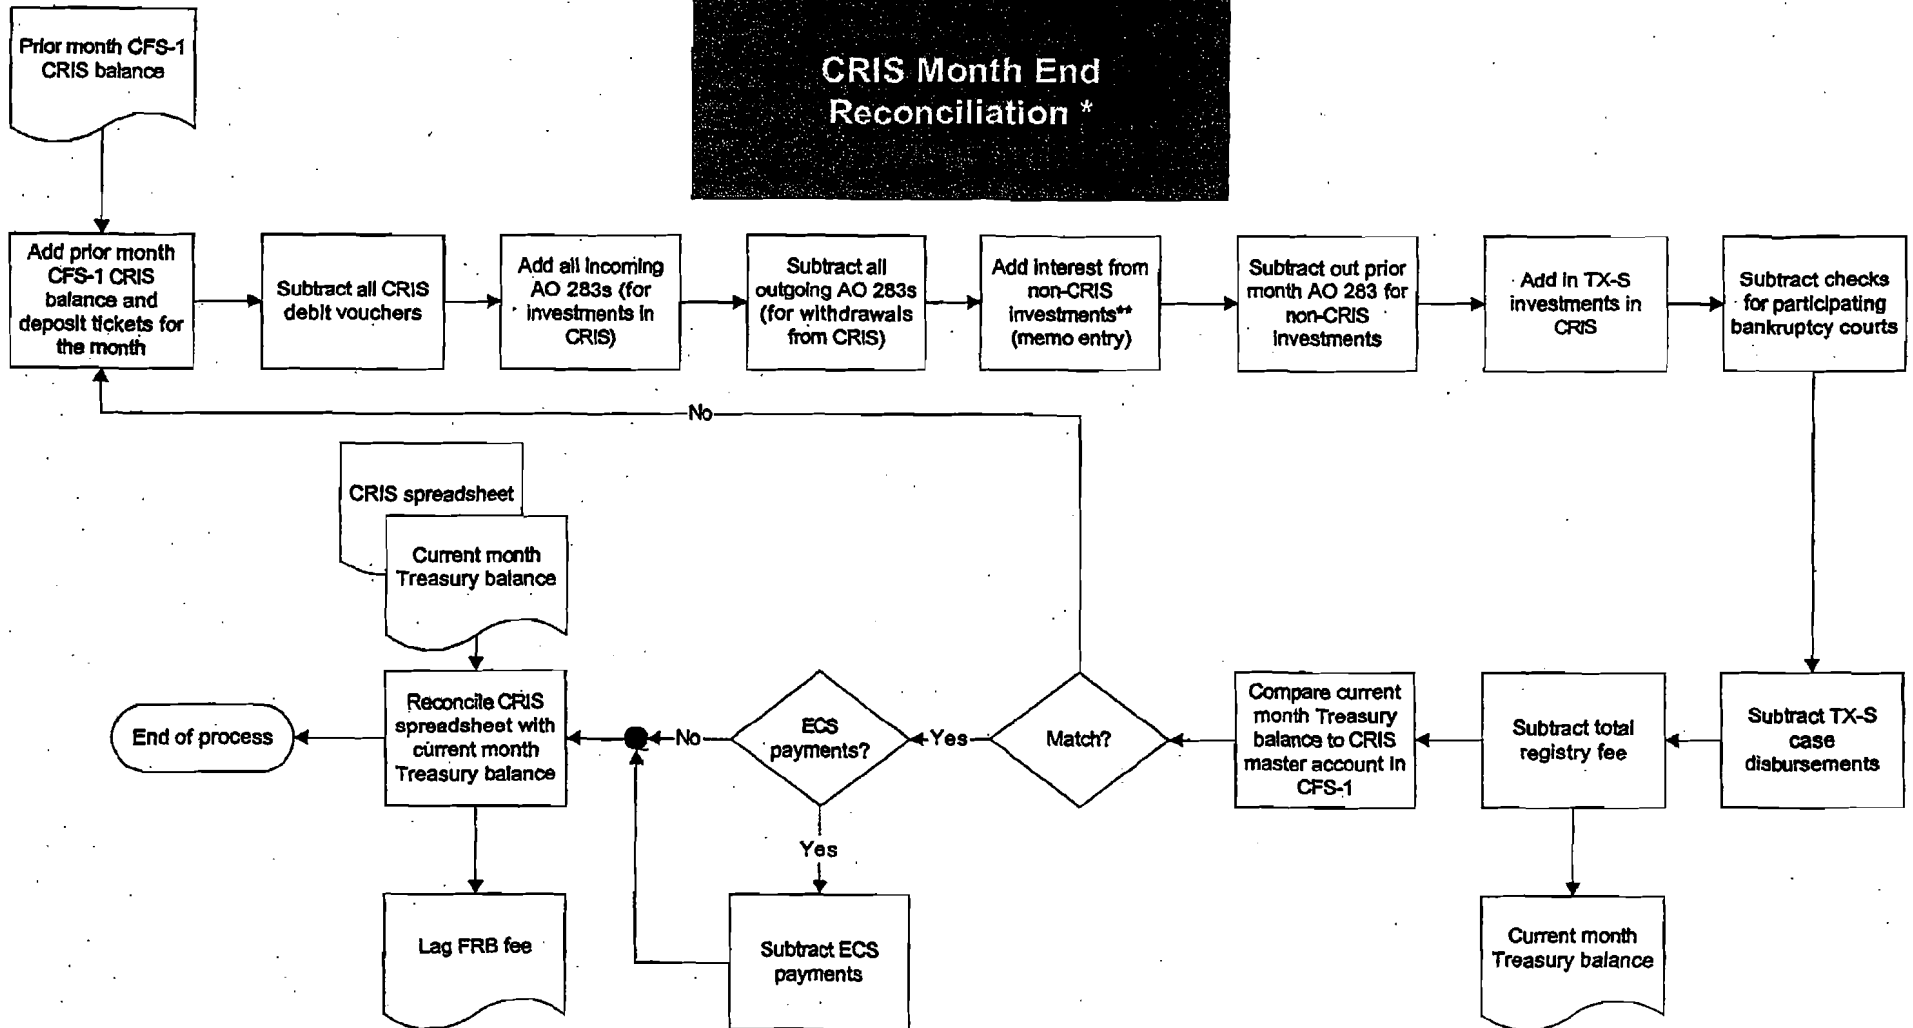 Prior month CFS-1
CRIS balance
CRIS Month End
Reconciliation *
Add prior month
CFS-1 CRIS
balance and
deposit tickets for
the month
Subtract all CRIS
debit vouchers
Add all incoming
AO 283s (for
investments in
CRIS)
Subtract all
outgoing AO 283s
(for withdrawals
from CRIS)
Add interest from
non-CRIS
investments**
(memo entry)
Subtract out prior
month AO 283 for
non-CRIS
investments
Add in TX-S
investments in
CRIS
Subtract checks
for participating
bankruptcy courts
No
CRIS spreadsheet
Current month
Treasury balance
End of process
Reconcile CRIS
spreadsheet with
current month
Treasury balance
No
ECS
payments?
Yes
Match?
Compare current
month Treasury
balance to CRIS
master account in
CFS-1
Subtract total
registry fee
Subtract TX-S
case
disbursements
Yes
Lag FRB fee
Subtract ECS
payments
Current month
Treasury balance